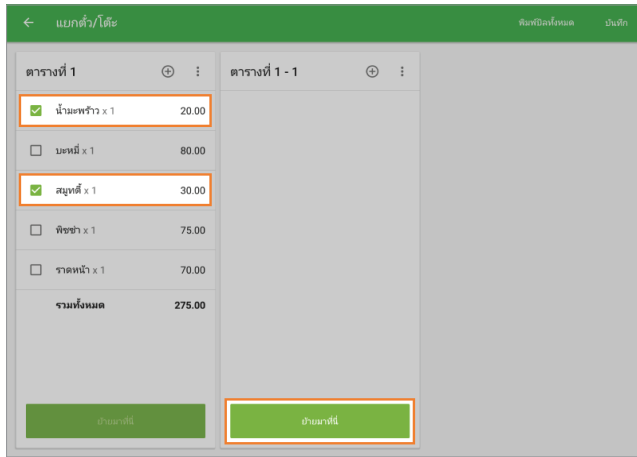 แยกตั๋ว/โต๊ะ
พิมพ์บิลทั้งหมด
บันทึก
ตารางที่ 1
น้ำมะพร้าว x 1 20.00
บะหมี่ x 1 80.00
สมูทตี้ x 1 30.00
พิซซ่า x 1 75.00
ราดหน้า x 1 70.00
รวมทั้งหมด 275.00
ย้ายมาที่นี่
ตารางที่ 1 - 1
ย้ายมาที่นี่